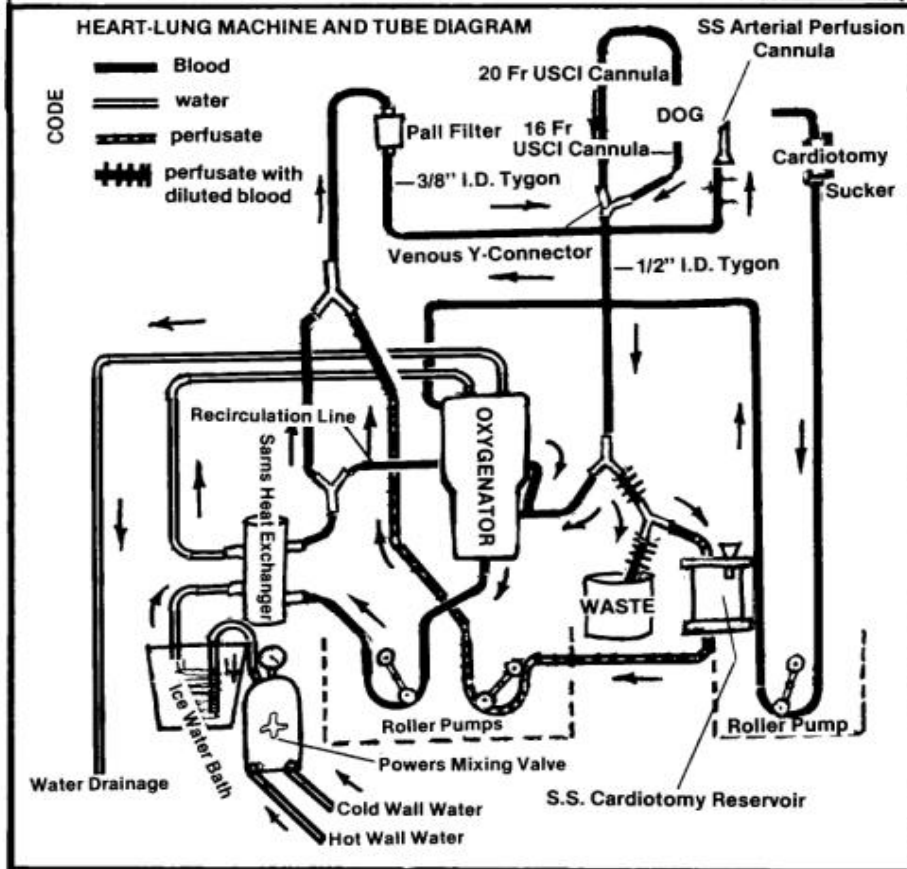 HEART-LUNG MACHINE AND TUBE DIAGRAM
SS Arterial Perfusion
Cannula
CODE
Blood
water
perfusate
perfusate with
diluted blood
20 Fr USCI Cannula
Pall Filter
16 Fr
USCI Cannula
DOG
Cardiotomy
Sucker
3/8" I.D. Tygon
Venous Y-Connector
1/2" I.D. Tygon
Recirculation Line
OXYGENATOR
Sarns Heat Exchanger
WASTE
Ice Water Bath
Roller Pumps
Roller Pump
Powers Mixing Valve
Water Drainage
S.S. Cardiotomy Reservoir
Cold Wall Water
Hot Wall Water